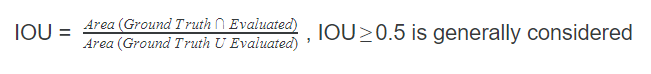 IOU = Area (Ground Truth ⋂ Evaluated) / Area (Ground Truth U Evaluated) , IOU≥0.5 is generally considered